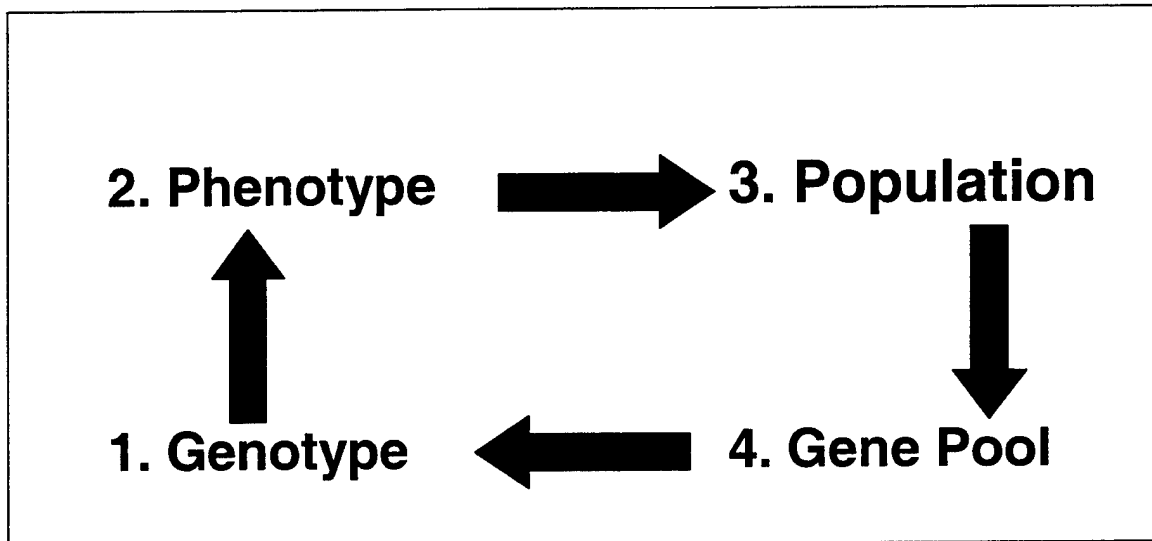 2. Phenotype
3. Population
1. Genotype
4. Gene Pool